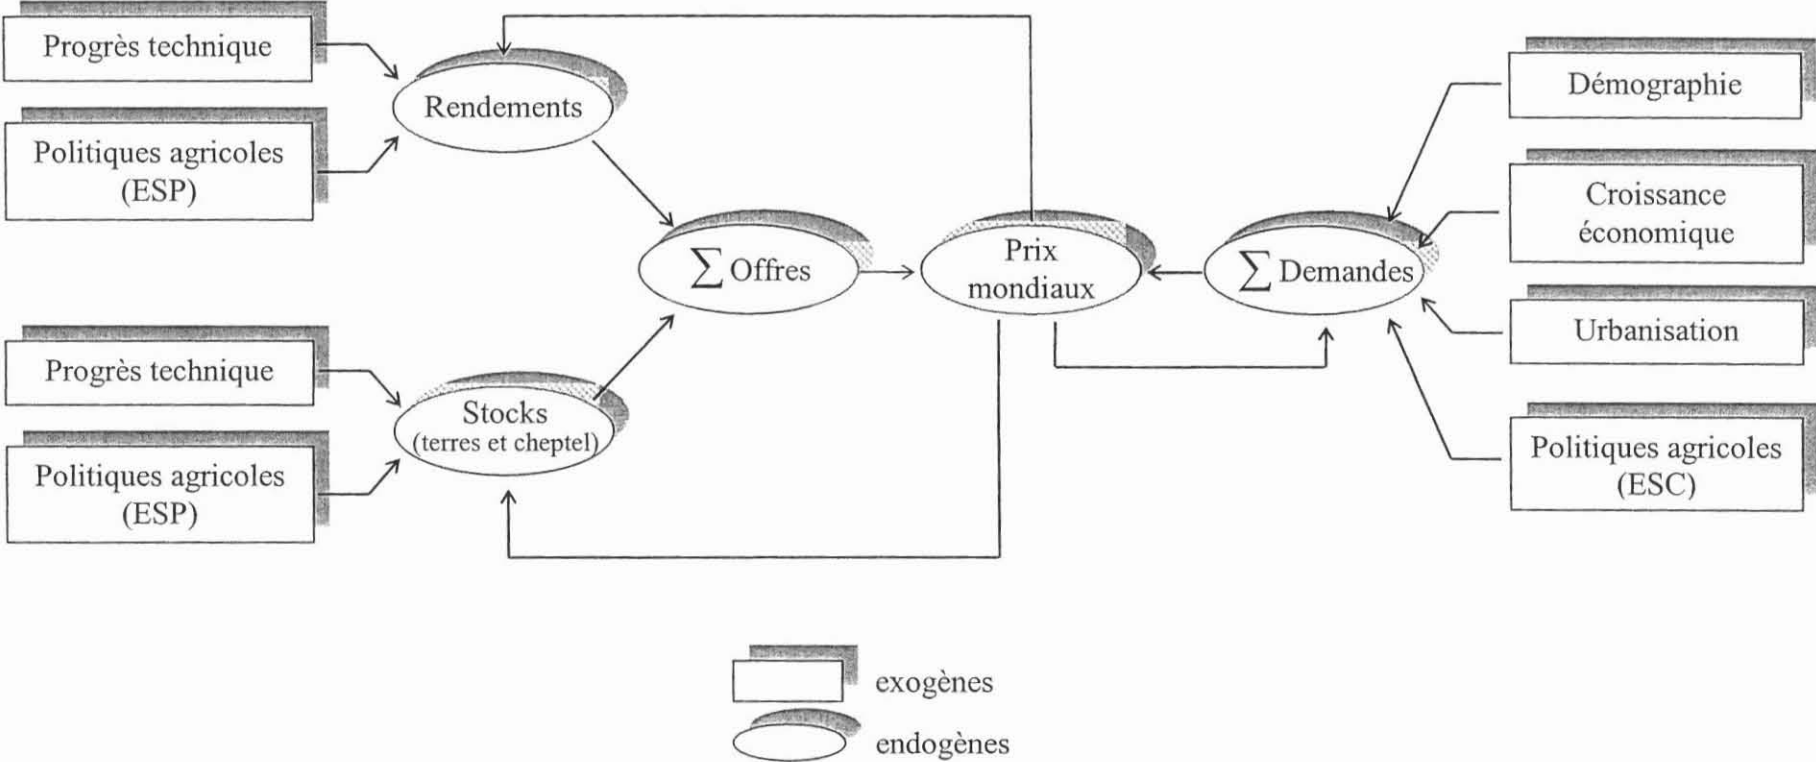 Progrès technique
Rendements
Politiques agricoles
(ESP)
∑ Offres
Prix
mondiaux
∑ Demandes
Démographie
Croissance
économique
Urbanisation
Politiques agricoles
(ESC)
Progrès technique
Stocks
(terres et cheptel)
Politiques agricoles
(ESP)
exogènes
endogènes